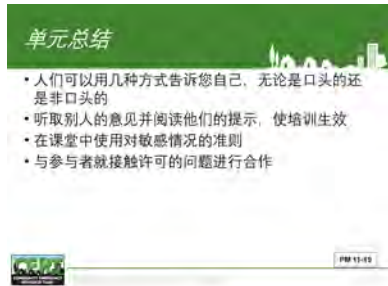 单元总结
• 人们可以用几种方式告诉您自己，无论是口头的还
是非口头的
• 听取别人的意见并阅读他们的提示，使培训生效
• 在课堂中使用对敏感情况的准则
• 与参与者就接触许可的问题进行合作